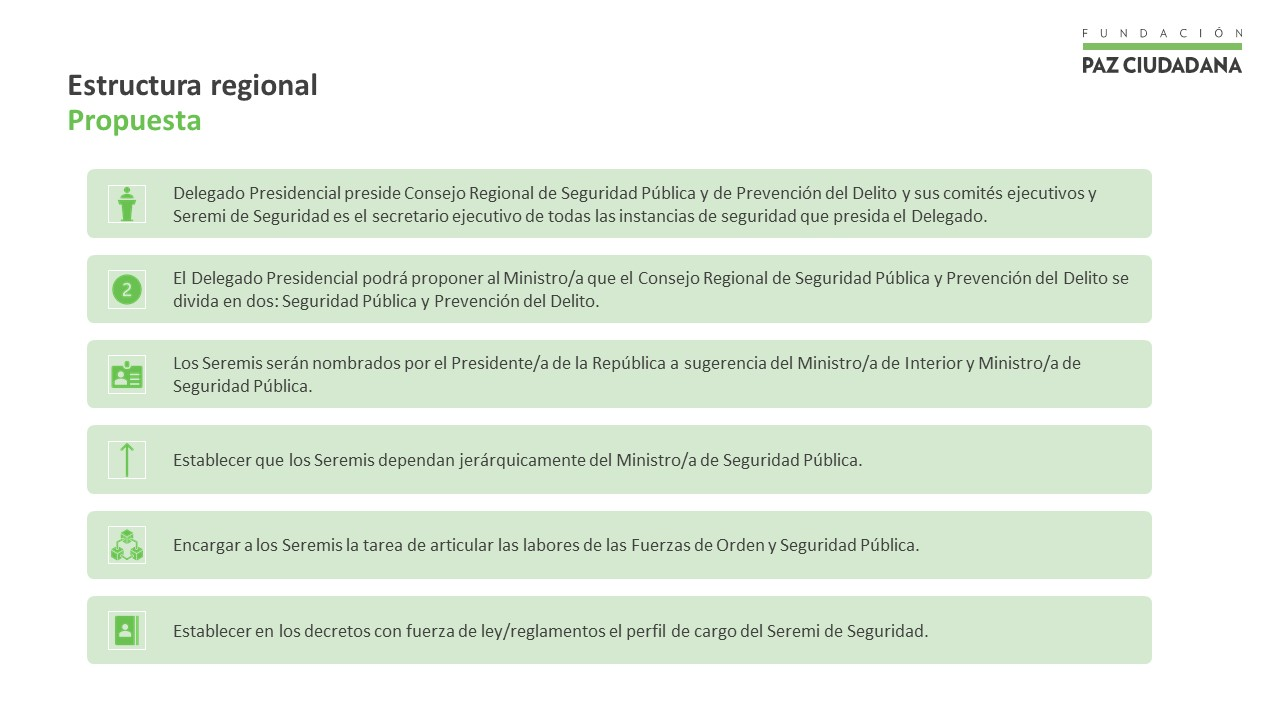 FUNDACIÓN
PAZ CIUDADANA
Estructura regional
Propuesta
Delegado Presidencial preside Consejo Regional de Seguridad Pública y de Prevención del Delito y sus comités ejecutivos y
Seremi de Seguridad es el secretario ejecutivo de todas las instancias de seguridad que presida el Delegado.
2
El Delegado Presidencial podrá proponer al Ministro/a que el Consejo Regional de Seguridad Pública y Prevención del Delito se
divida en dos: Seguridad Pública y Prevención del Delito.
Los Seremis serán nombrados por el Presidente/a de la República a sugerencia del Ministro/a de Interior y Ministro/a de
Seguridad Pública.
Establecer que los Seremis dependan jerárquicamente del Ministro/a de Seguridad Pública.
Encargar a los Seremis la tarea de articular las labores de las Fuerzas de Orden y Seguridad Pública.
Establecer en los decretos con fuerza de ley/reglamentos el perfil de cargo del Seremi de Seguridad.